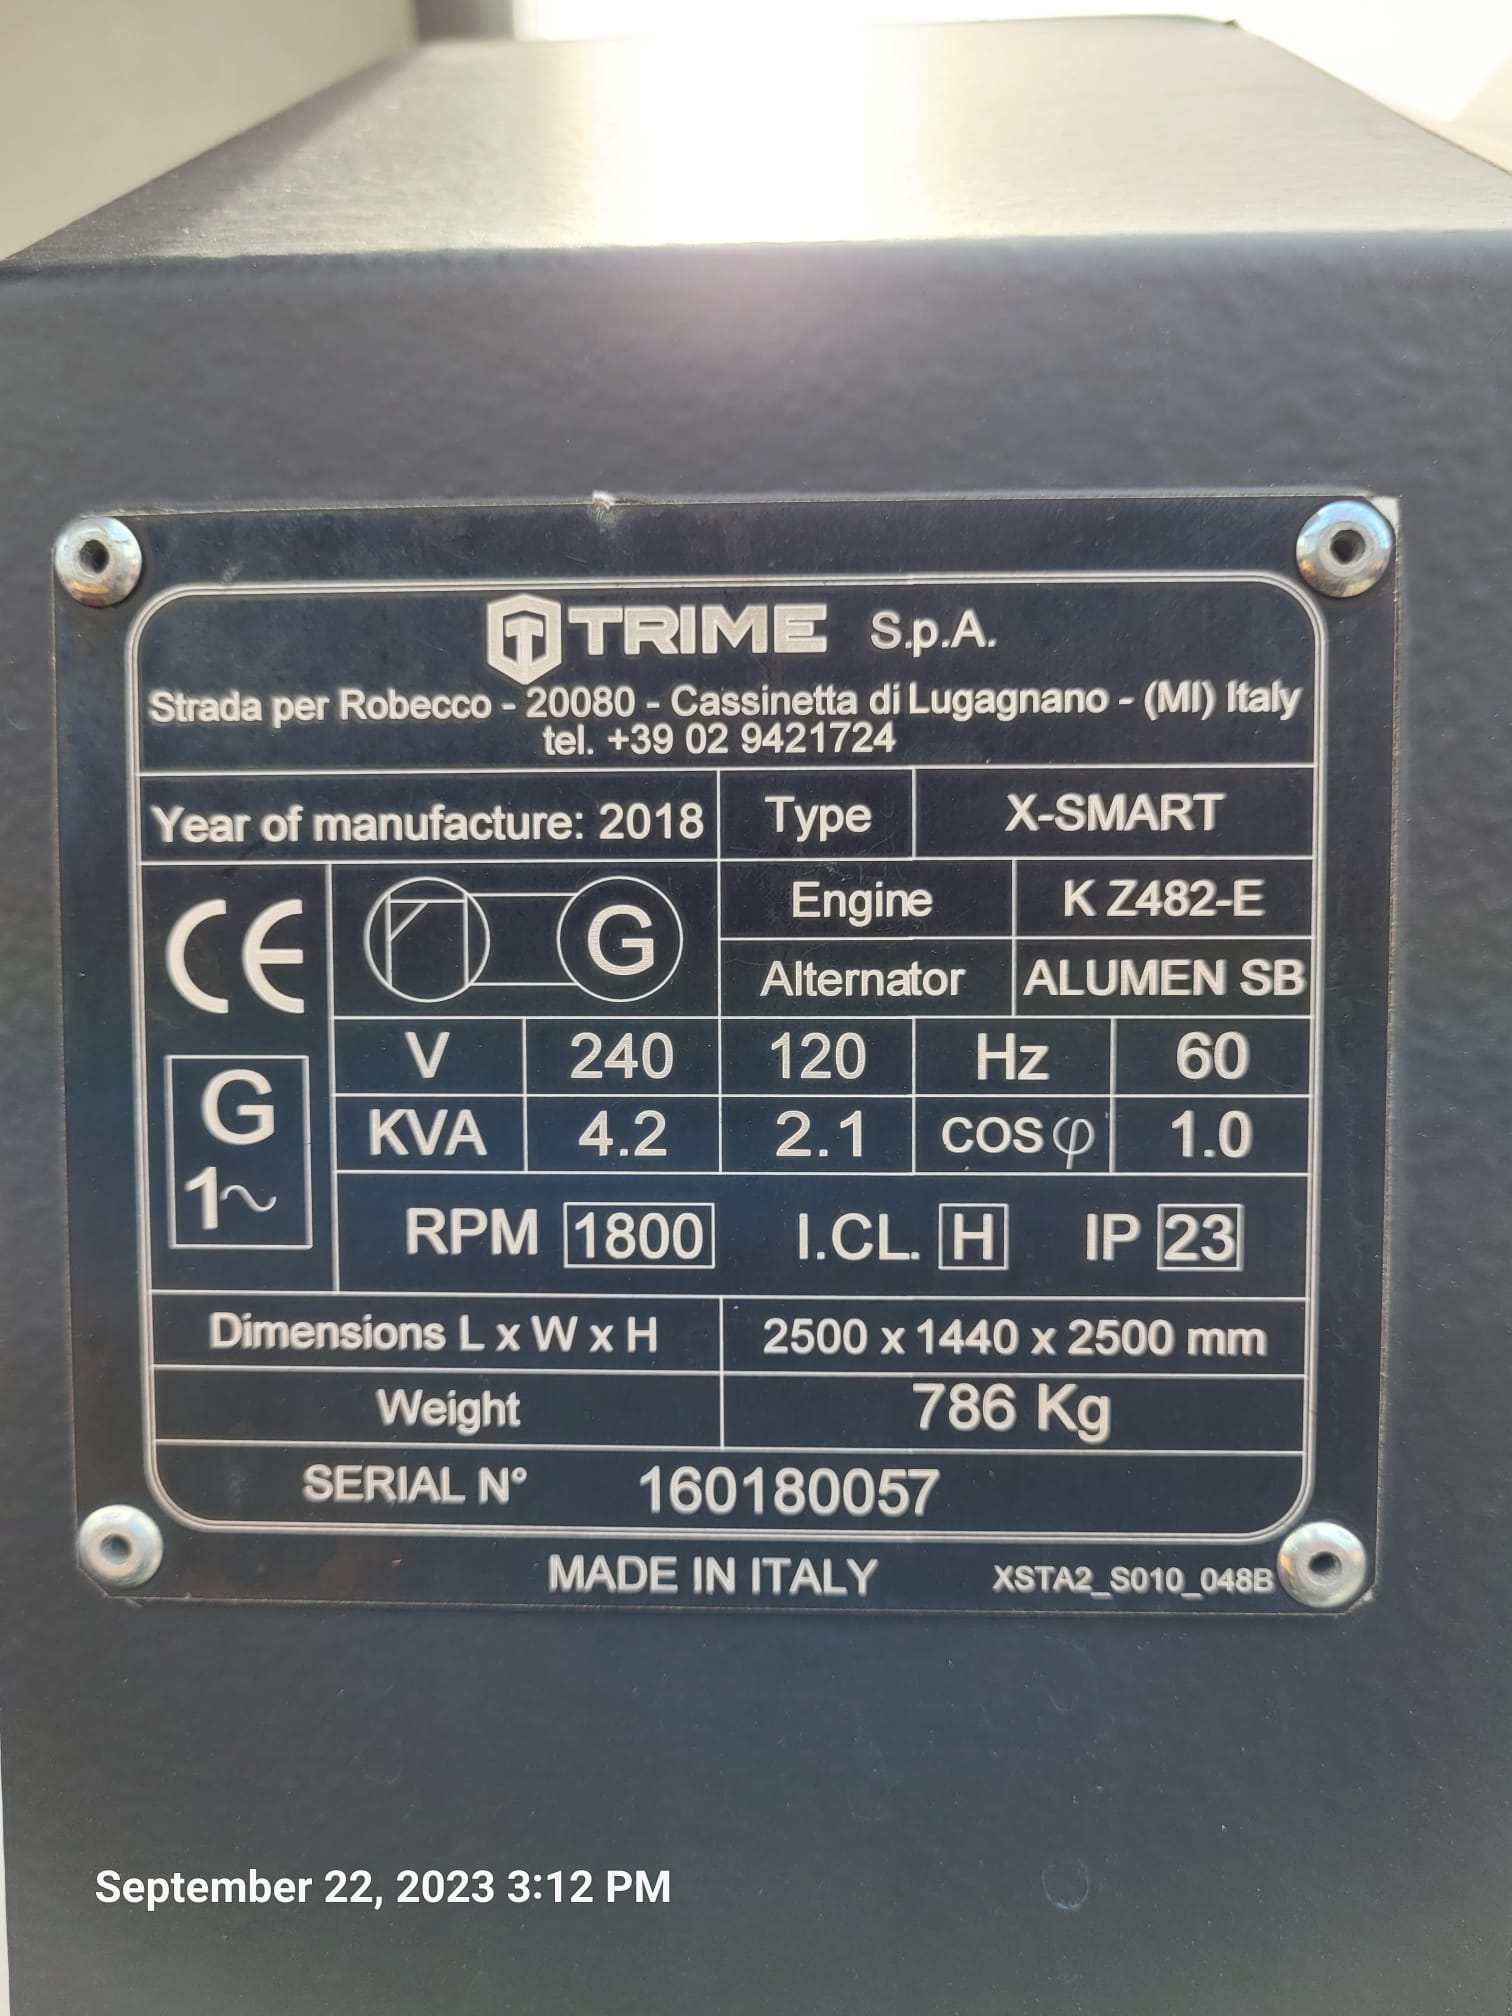 TRIME S.p.A.
Strada per Robecco - 20080 - Cassinetta di Lugagnano - (MI) Italy
tel. +39 02 9421724
Year of manufacture: 2018 Type X-SMART
CE G Engine K Z482-E
Alternator ALUMEN SB
V 240 120 Hz 60
G
KVA 4.2 2.1 COS φ 1.0
1~
RPM 1800 I.CL. H IP 23
Dimensions L x W x H 2500 x 1440 x 2500 mm
Weight 786 Kg
SERIAL N° 160180057
MADE IN ITALY XSTA2_S010_048B
September 22, 2023 3:12 PM